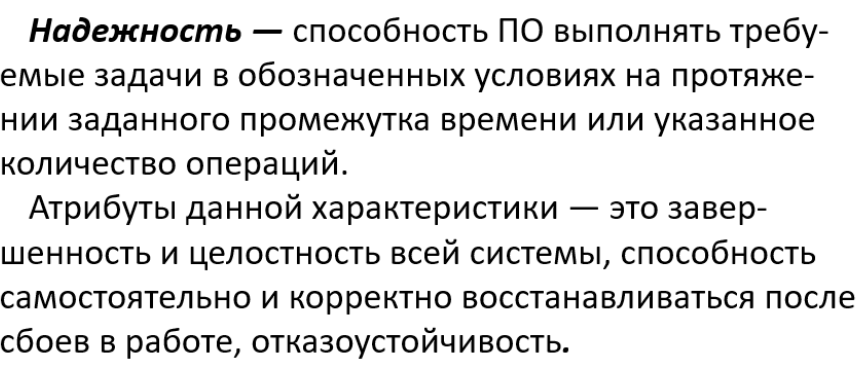 Надежность — способность ПО выполнять требу-
емые задачи в обозначенных условиях на протяже-
нии заданного промежутка времени или указанное
количество операций.
Атрибуты данной характеристики — это завер-
шенность и целостность всей системы, способность
самостоятельно и корректно восстанавливаться после
сбоев в работе, отказоустойчивость.